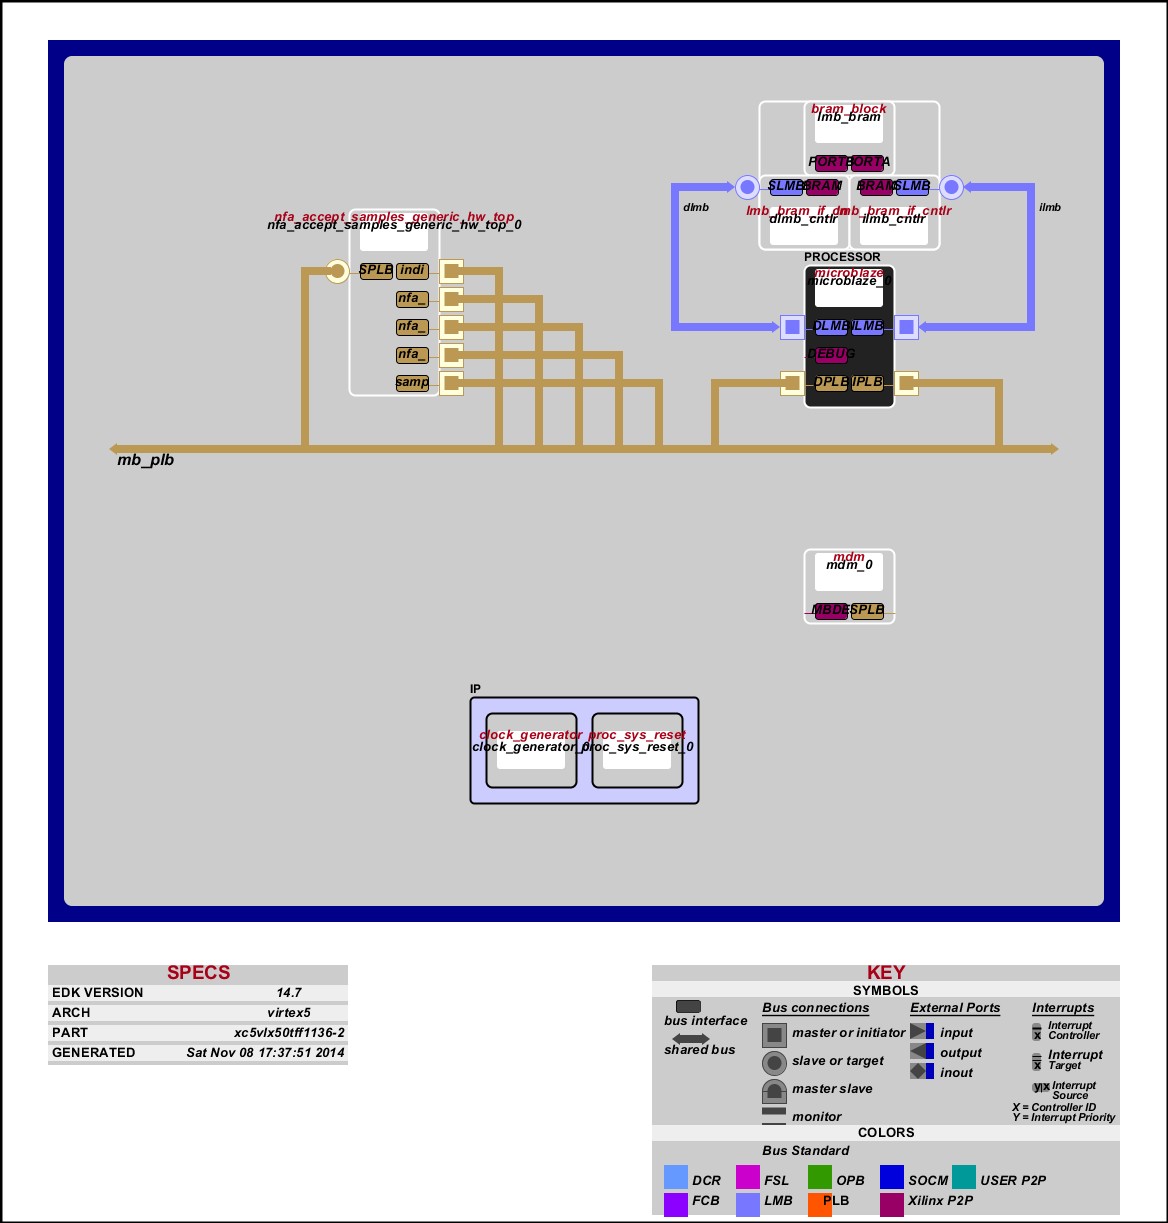 bram_block
lmb_bram
PORTB PORTA
SLMB BRAM BRAM SLMB
dlmb
lmb_bram_if_cntlr lmb_bram_if_cntlr
dlmb_cntlr ilmb_cntlr
ilmb
nfa_accept_samples_generic_hw_top
nfa_accept_samples_generic_hw_top_0
SPLB indi
nfa_
nfa_
nfa_
samp
PROCESSOR
microblaze
microblaze_0
DLMB ILMB
DEBUG
DPLB IPLB
mb_plb
mdm
mdm_0
MBDE SPLB
IP
clock_generator proc_sys_reset
clock_generator_0 proc_sys_reset_0
SPECS
EDK VERSION 14.7
ARCH virtex5
PART xc5vlx50tff1136-2
GENERATED Sat Nov 08 17:37:51 2014
KEY
SYMBOLS
bus interface
shared bus
Bus connections
master or initiator
slave or target
master slave
monitor
External Ports
input
output
inout
Interrupts
x Interrupt
Controller
x Interrupt
Target
y|x Interrupt
Source
X = Controller ID
Y = Interrupt Priority
COLORS
Bus Standard
DCR FSL OPB SOCM USER P2P
FCB LMB PLB Xilinx P2P